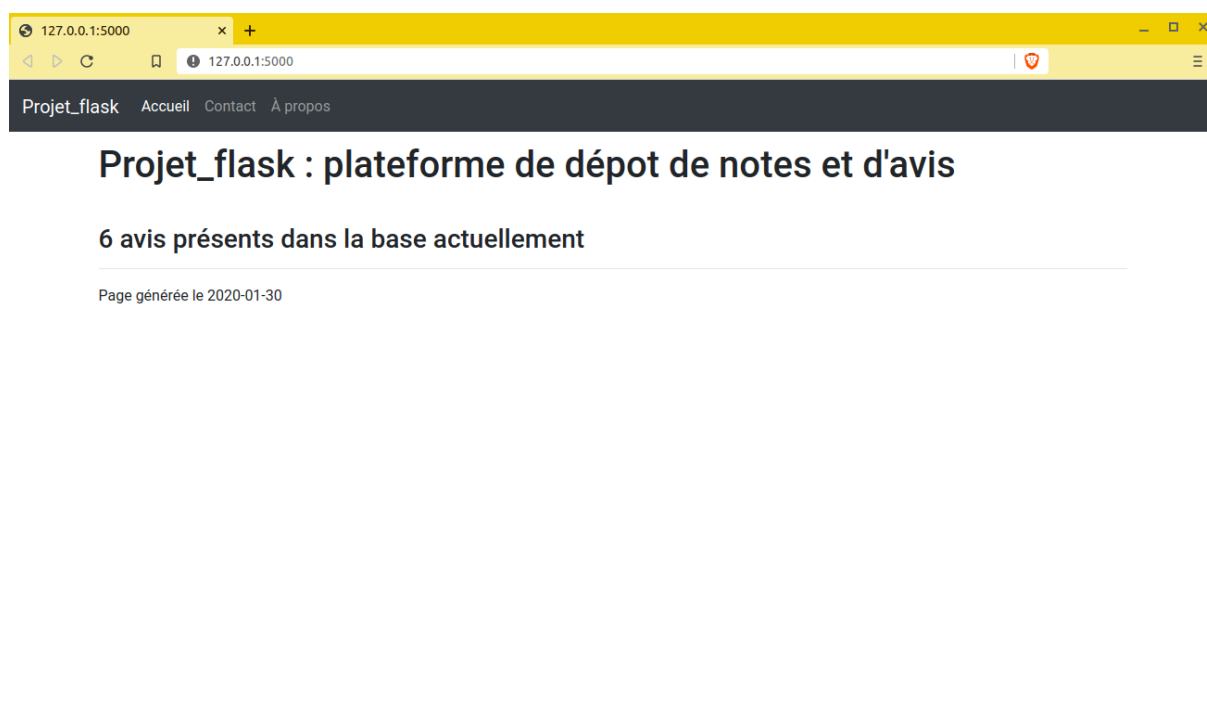 127.0.0.1:5000
127.0.0.1:5000
Projet_flask Accueil Contact À propos
Projet_flask : plateforme de dépot de notes et d'avis
6 avis présents dans la base actuellement
Page générée le 2020-01-30